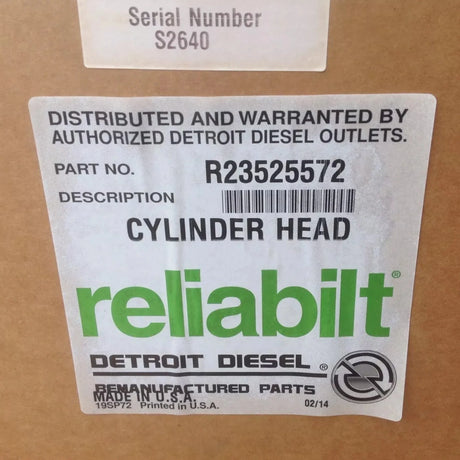 Serial Number
S2640
DISTRIBUTED AND WARRANTED BY
AUTHORIZED DETROIT DIESEL OUTLETS.
PART NO. R23525572
DESCRIPTION
CYLINDER HEAD
reliabilt®
DETROIT DIESEL®
REMANUFACTURED PARTS
MADE IN U.S.A.
19SP72 Printed in U.S.A. 02/14